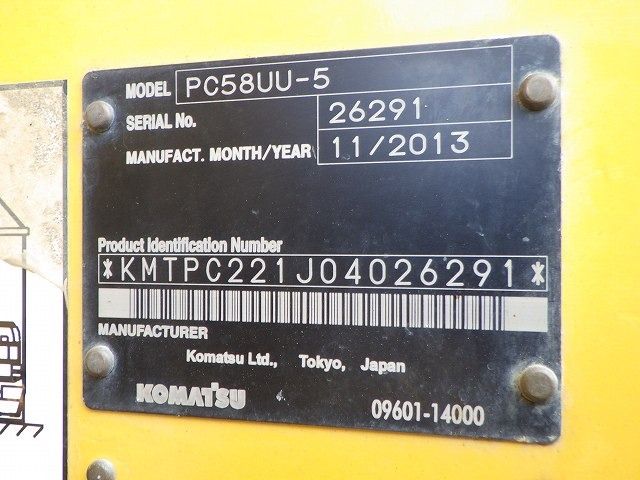 MODEL PC58UU-5
SERIAL No. 26291
MANUFACT. MONTH/YEAR 11/2013
Product Identification Number
*KMTPC221J04026291*
MANUFACTURER
Komatsu Ltd., Tokyo, Japan
KOMATSU 09601-14000